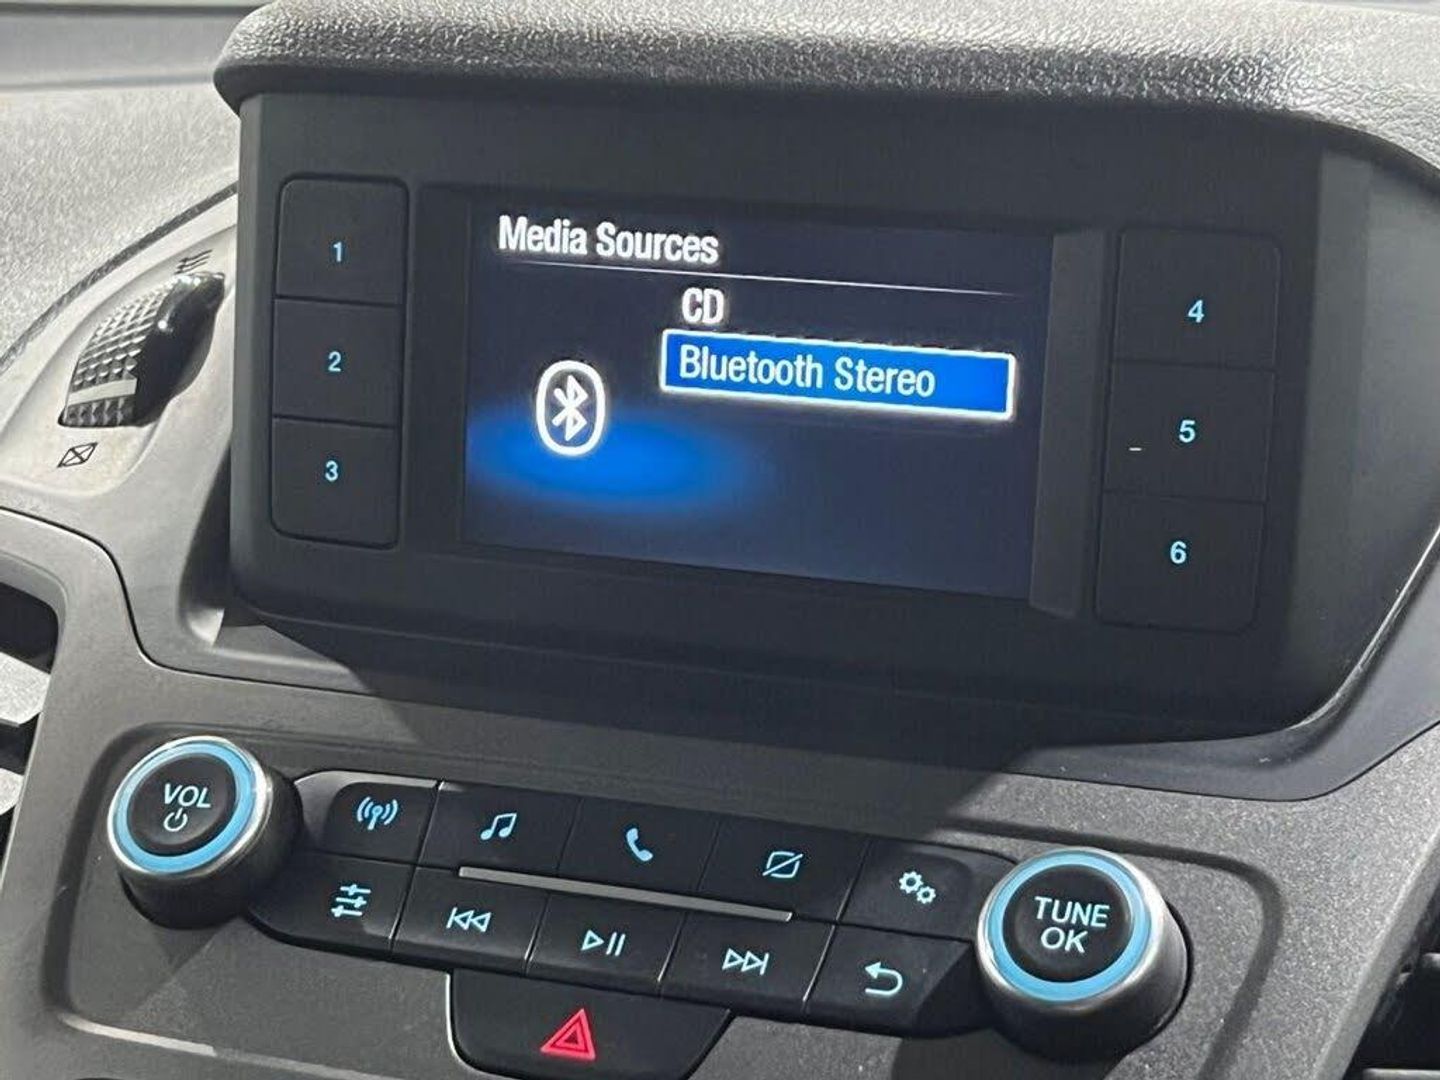 Media Sources
CD
Bluetooth Stereo
1
2
3
4
5
6
VOL
TUNE
OK